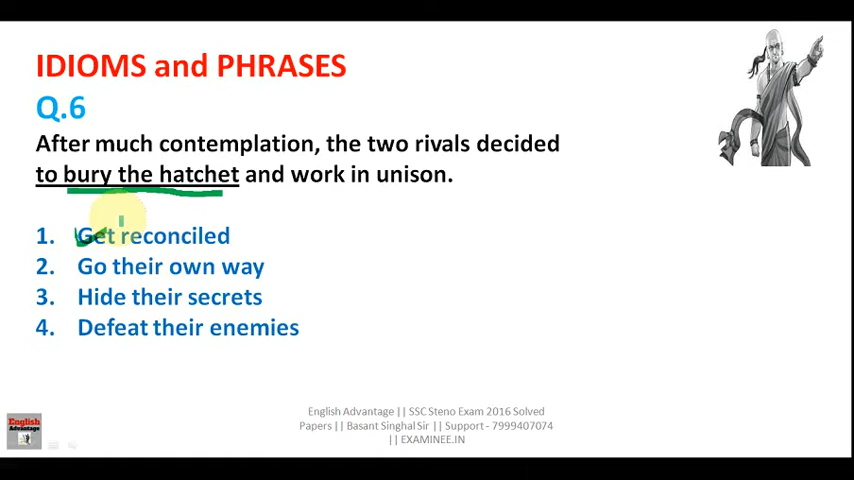 IDIOMS and PHRASES
Q.6
After much contemplation, the two rivals decided
to bury the hatchet and work in unison.
1. Get reconciled
2. Go their own way
3. Hide their secrets
4. Defeat their enemies
English Advantage || SSC Steno Exam 2016 Solved
Papers || Basant Singhal Sir || Support - 7999407074
|| EXAMINEE.IN
English
Advantage